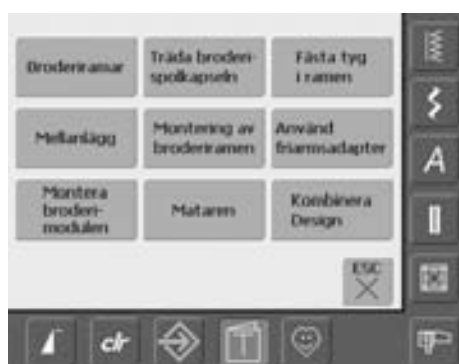 Broderiramar
Träda broderi-
spolkapseln
Fästa tyg
i ramen
Mellanlägg
Montering av
broderiramen
Använd
friarmsadapter
Montera
broderi-
modulen
Mataren
Kombinera
Design
ESC
A
clr